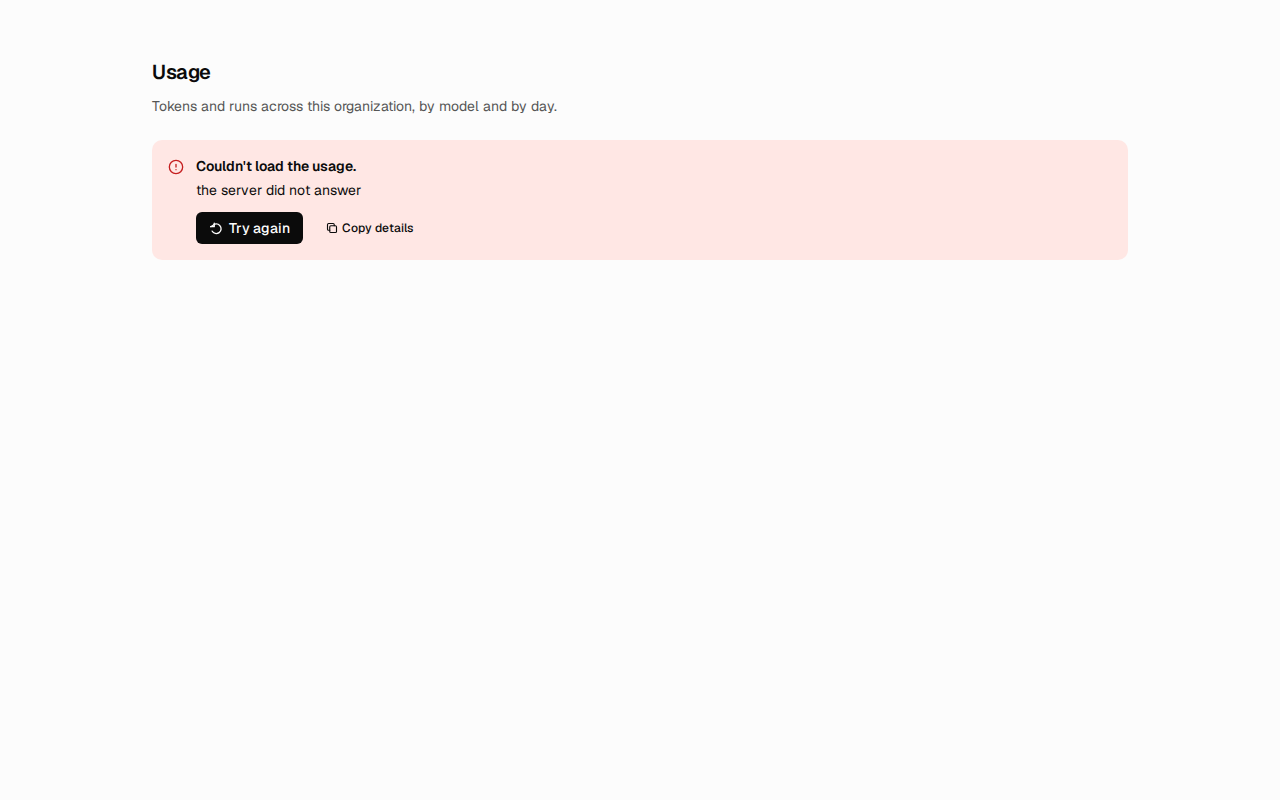 Usage
Tokens and runs across this organization, by model and by day.
Couldn't load the usage.
the server did not answer
Try again
Copy details